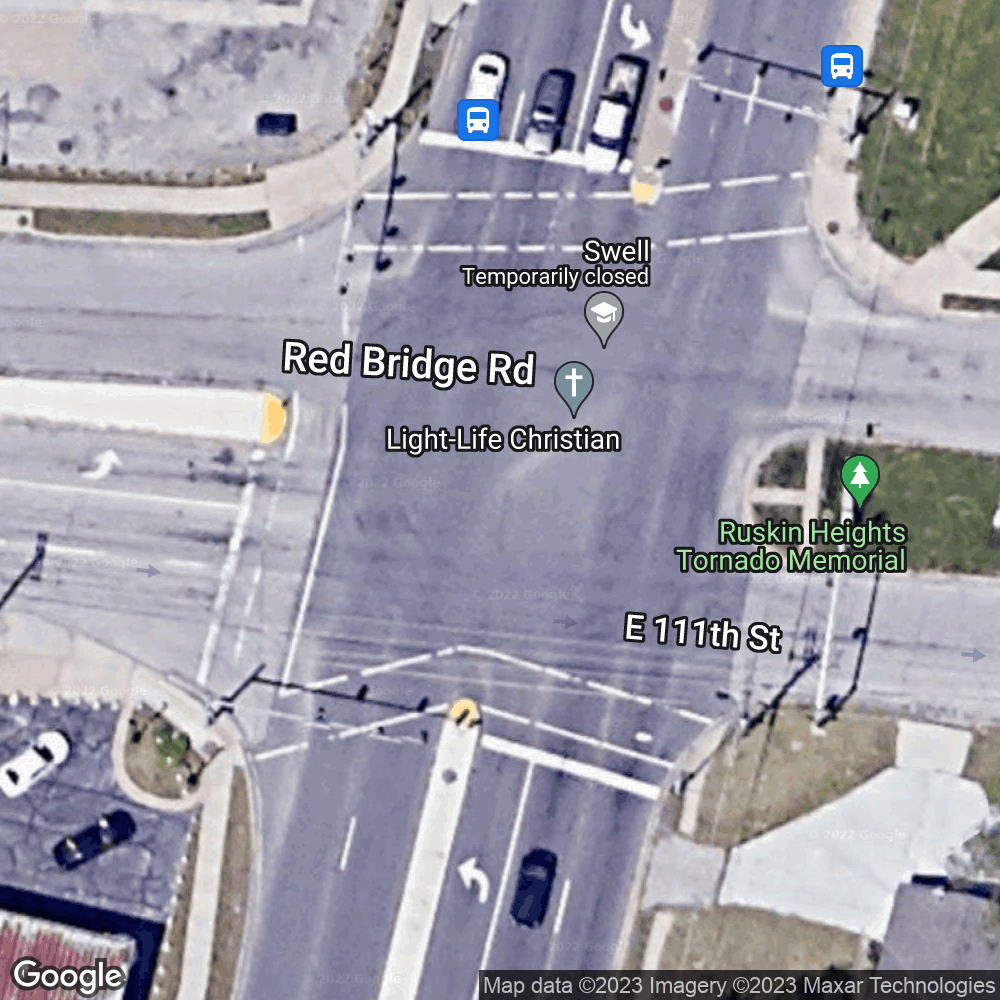 Swell
Temporarily closed
Red Bridge Rd
Light-Life Christian
Ruskin Heights
Tornado Memorial
E 111th St
Google
Map data ©2023 Imagery ©2023 Maxar Technologies